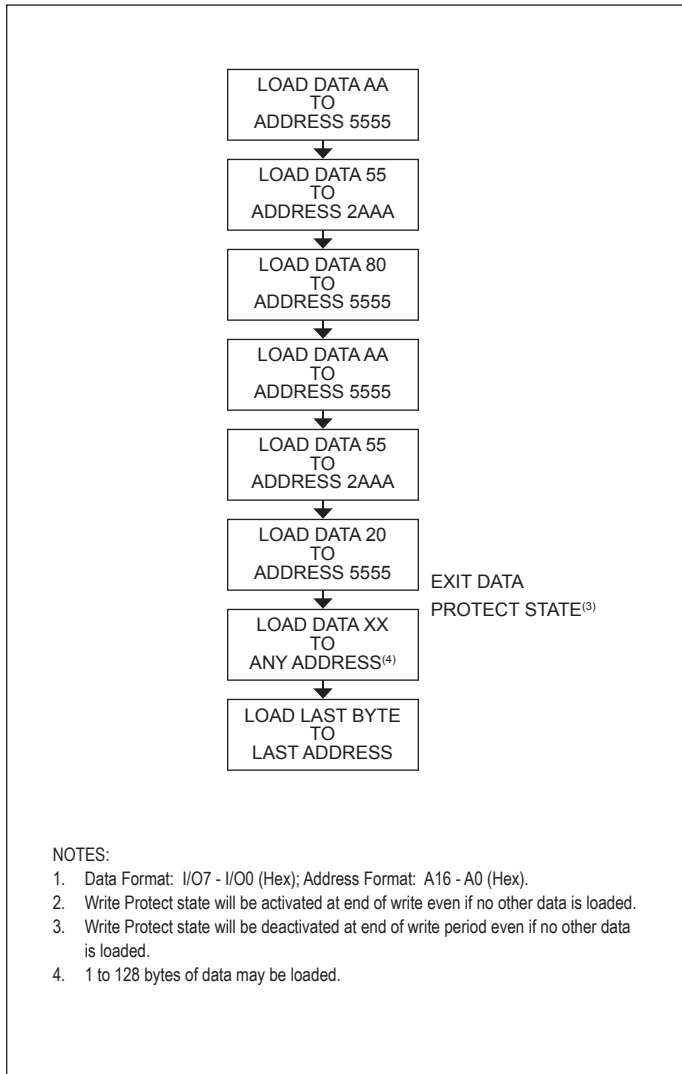 LOAD DATA AA
TO
ADDRESS 5555
LOAD DATA 55
TO
ADDRESS 2AAA
LOAD DATA 80
TO
ADDRESS 5555
LOAD DATA AA
TO
ADDRESS 5555
LOAD DATA 55
TO
ADDRESS 2AAA
LOAD DATA 20
TO
ADDRESS 5555
EXIT DATA
PROTECT STATE(3)
LOAD DATA XX
TO
ANY ADDRESS(4)
LOAD LAST BYTE
TO
LAST ADDRESS
NOTES:
1. Data Format: I/O7 - I/O0 (Hex); Address Format: A16 - A0 (Hex).
2. Write Protect state will be activated at end of write even if no other data is loaded.
3. Write Protect state will be deactivated at end of write period even if no other data
is loaded.
4. 1 to 128 bytes of data may be loaded.